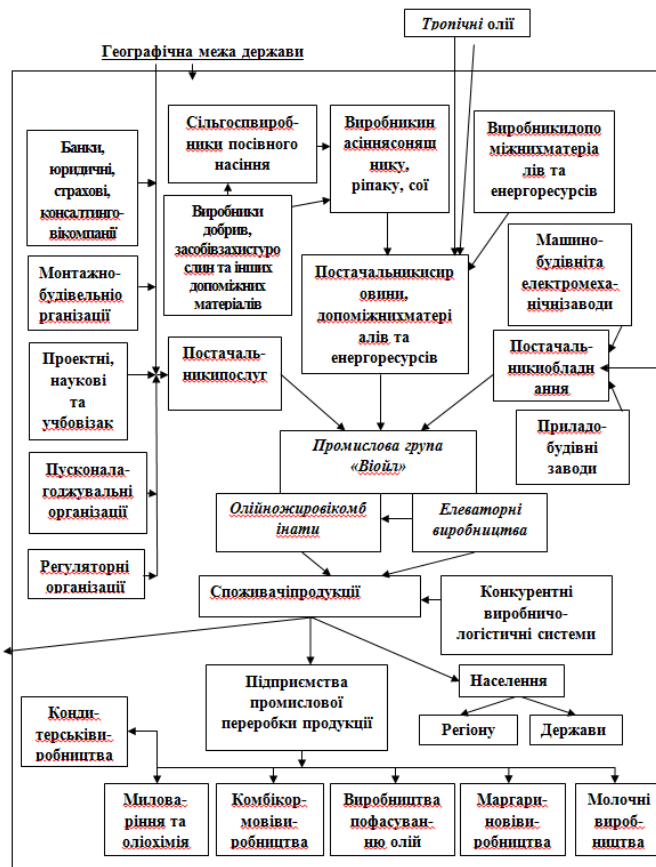 Тропічні олії
Географічна межа держави
Сільгоспвироб-
ники посівного
насіння
Виробникин
асіннясоняш
нику,
ріпаку, сої
Виробникидопо
міжнихматеріа
лів та
енергоресурсів
Банки,
юридичні,
страхові,
консалтинго-
вікомпанії
Виробники
добрив,
засобівзахистуро
слин та інших
допоміжних
матеріалів
Машино-
будівніта
електромеха-
нічнізаводи
Монтажно-
будівельніо
рганізації
Постачальникисир
овини,
допоміжнихматері
алів та
енергоресурсів
Проектні,
наукові
та
учбовізак
Постачаль-
никипослуг
Постачаль-
никиобладн
ання
Приладо-
будівні
заводи
Промислова група
«Віойл»
Пусконала-
годжувальні
організації
Олійножировікомб
інати
Елеваторні
виробництва
Регуляторні
організації
Споживачіпродукції
Конкурентні
виробничо-
логістичні системи
Підприємства
промислової
переробки продукції
Населення
Регіону
Держави
Конди-
терськіви-
робництва
Милова-
ріння та
оліохімія
Комбікор-
мовіви-
робництва
Виробництва
пофасуван-
ню олій
Маргари-
новіви-
робництва
Молочні
вироб-
ництва